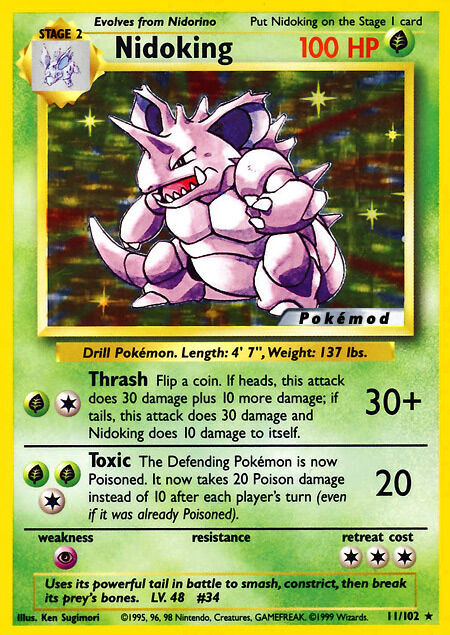 Evolves from Nidorino
Put Nidoking on the Stage 1 card
STAGE 2
Nidoking
100 HP
Pokémod
Drill Pokémon. Length: 4' 7", Weight: 137 lbs.
Thrash Flip a coin. If heads, this attack
does 30 damage plus 10 more damage; if
tails, this attack does 30 damage and
Nidoking does 10 damage to itself.
30+
Toxic The Defending Pokémon is now
Poisoned. It now takes 20 Poison damage
instead of 10 after each player's turn (even
if it was already Poisoned).
20
weakness
resistance
retreat cost
Uses its powerful tail in battle to smash, constrict, then break
its prey's bones. LV. 48 #34
Illus. Ken Sugimori
©1995, 96, 98 Nintendo, Creatures, GAMEFREAK. ©1999 Wizards.
11/102 ★